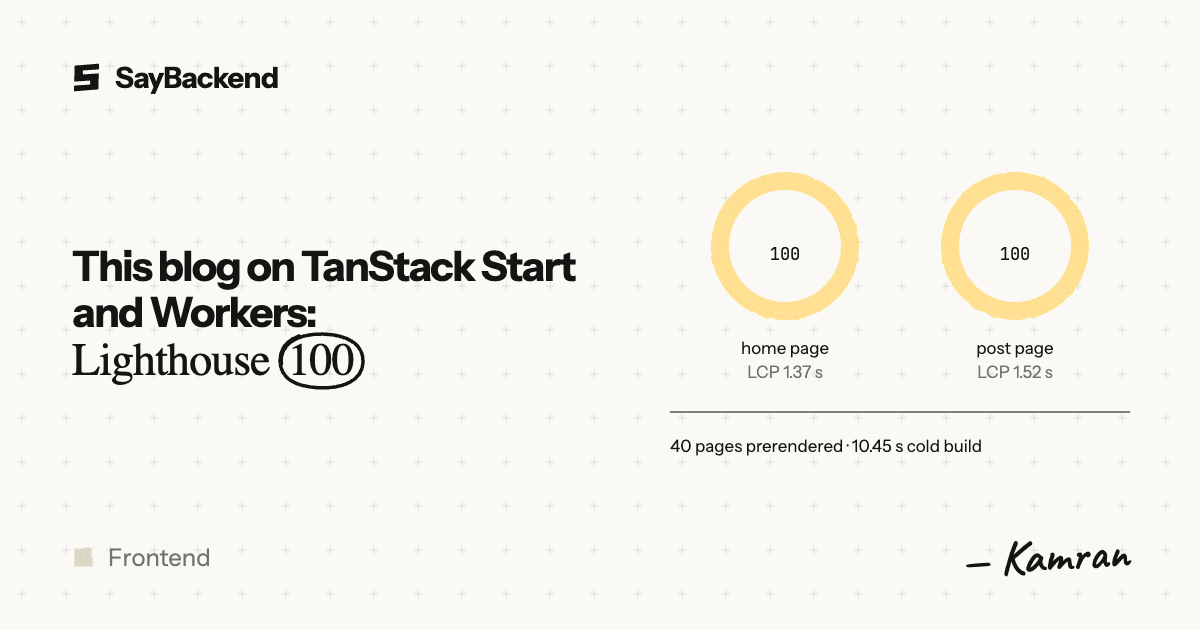 SayBackend
This blog on TanStack Start
and Workers:
Lighthouse 100
100
100
home page
post page
LCP 1.37 s
LCP 1.52 s
40 pages prerendered · 10.45 s cold build
Frontend
– Kamran